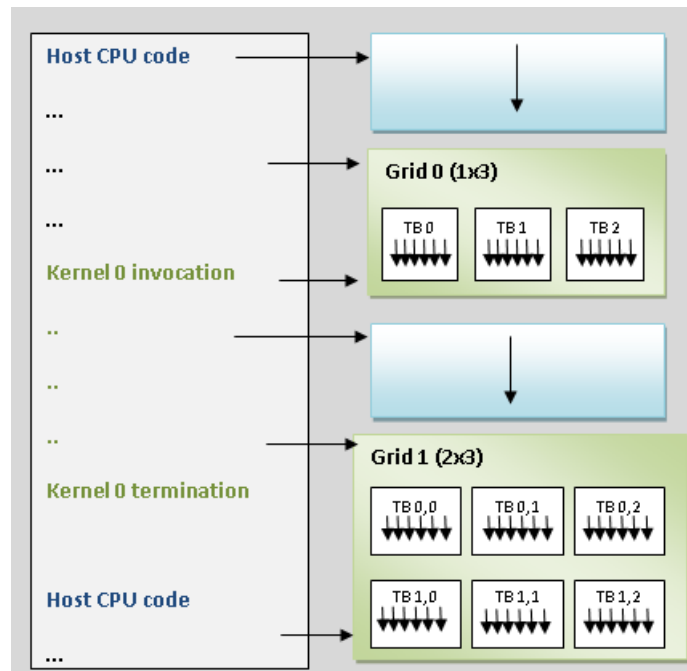 Host CPU code
...
...
...
Kernel 0 invocation
..
..
..
Kernel 0 termination
Host CPU code
...
Grid 0 (1x3)
TB 0 TB 1 TB 2
Grid 1 (2x3)
TB 0,0 TB 0,1 TB 0,2
TB 1,0 TB 1,1 TB 1,2